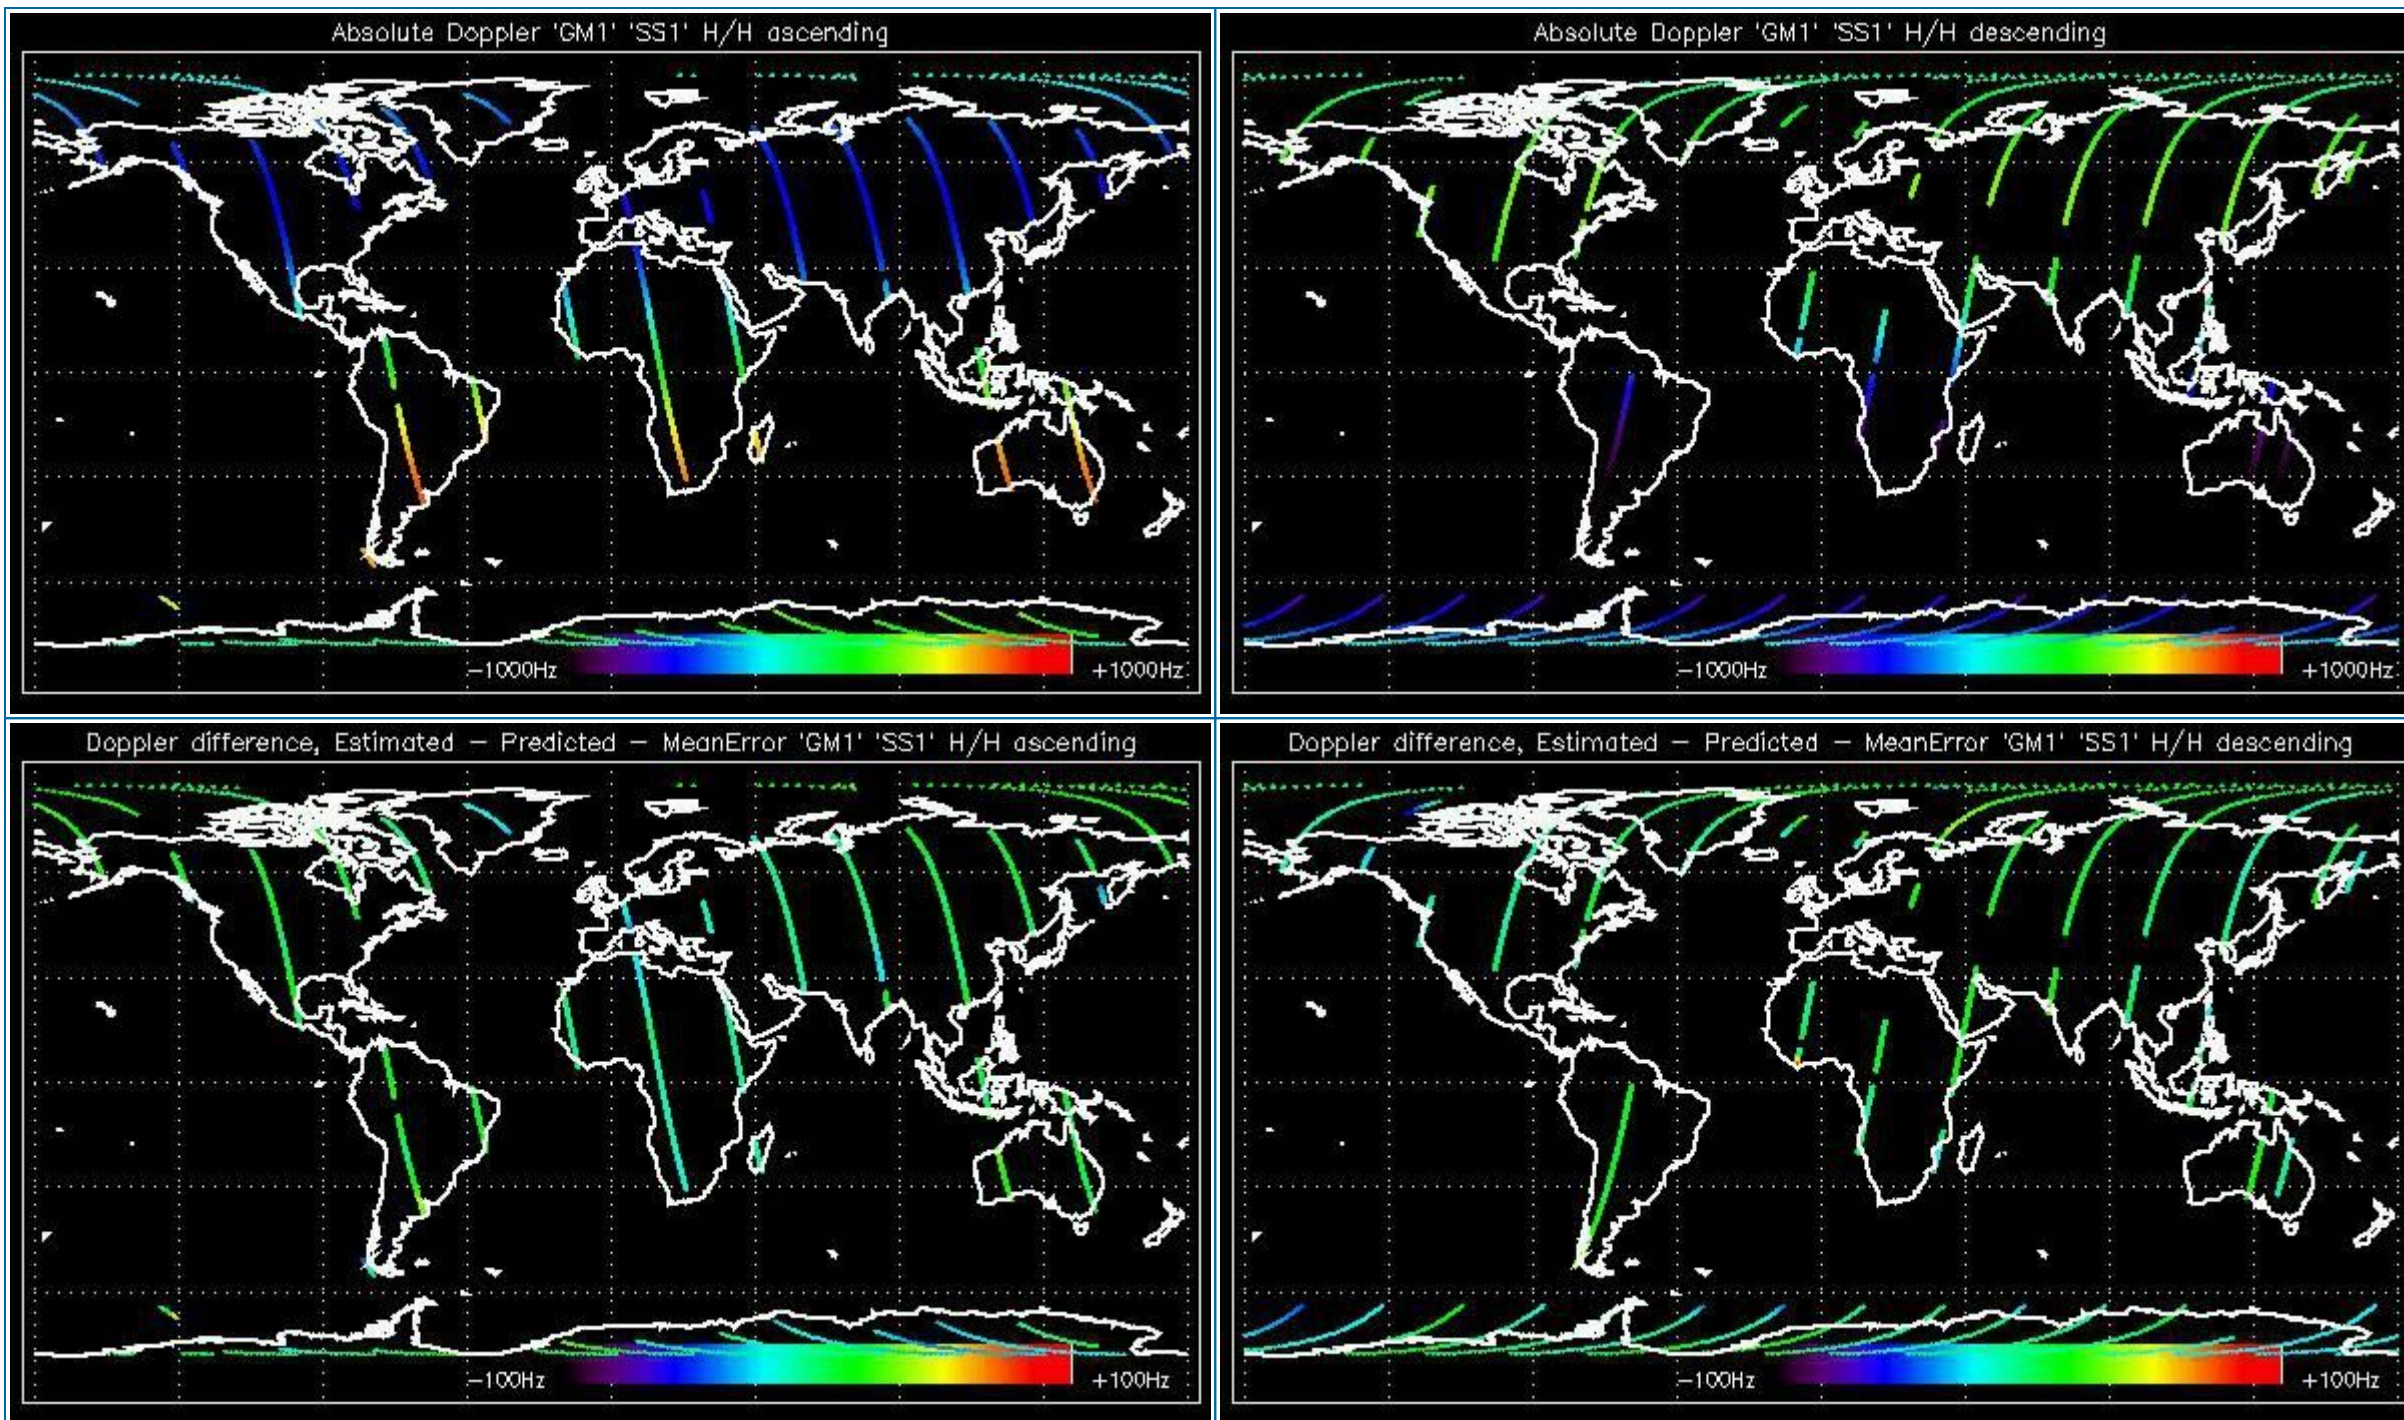 Absolute Doppler 'GM1' 'SS1' H/H ascending
-1000Hz
+1000Hz
Absolute Doppler 'GM1' 'SS1' H/H descending
-1000Hz
+1000Hz
Doppler difference, Estimated - Predicted - MeanError 'GM1' 'SS1' H/H ascending
-100Hz
+100Hz
Doppler difference, Estimated - Predicted - MeanError 'GM1' 'SS1' H/H descending
-100Hz
+100Hz